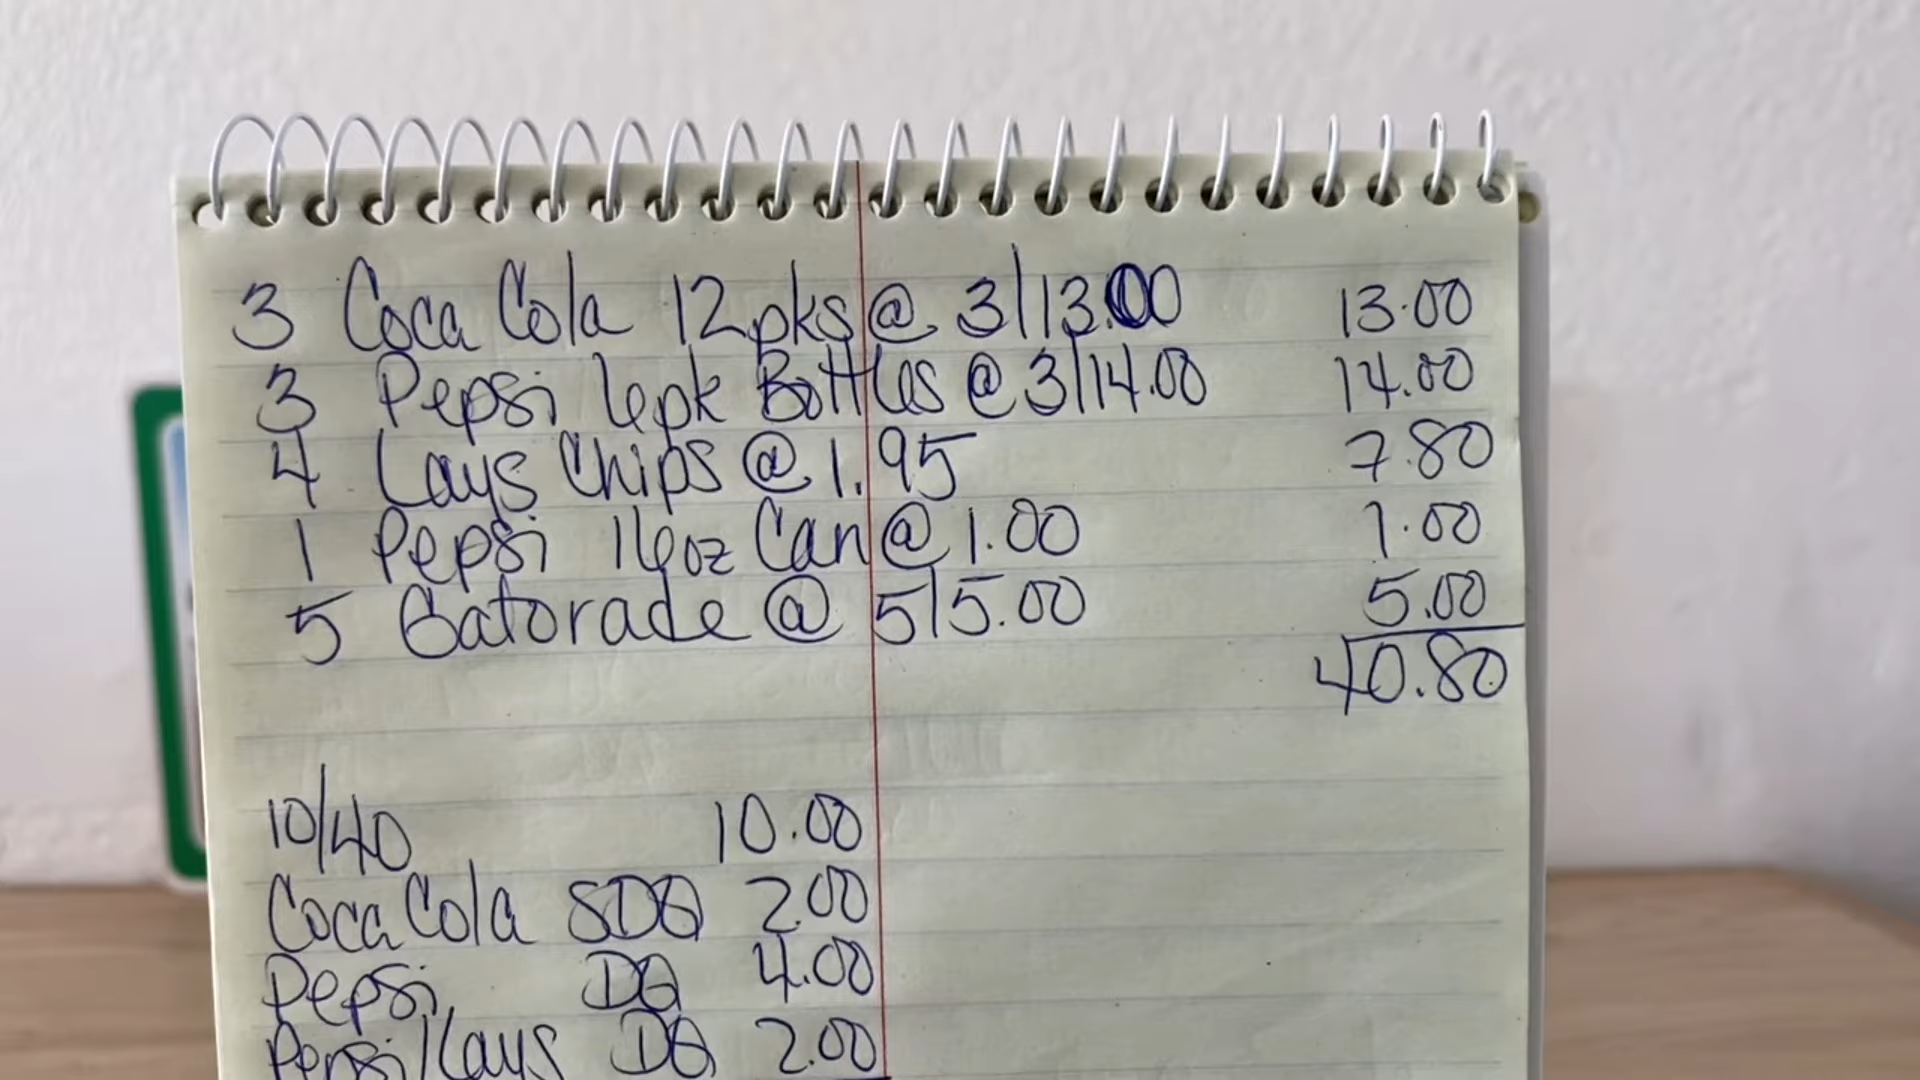 3 Coca Cola 12pks @ 3/13.00 13.00
3 Pepsi 6pk Bottles @ 3/14.00 14.00
4 Lays Chips @ 1.95 7.80
1 Pepsi 16oz Can @ 1.00 1.00
5 Gatorade @ 5/5.00 5.00
40.80
10/40 10.00
Coca Cola SDQ 2.00
Pepsi DQ 4.00
Pepsi/Lays DQ 2.00